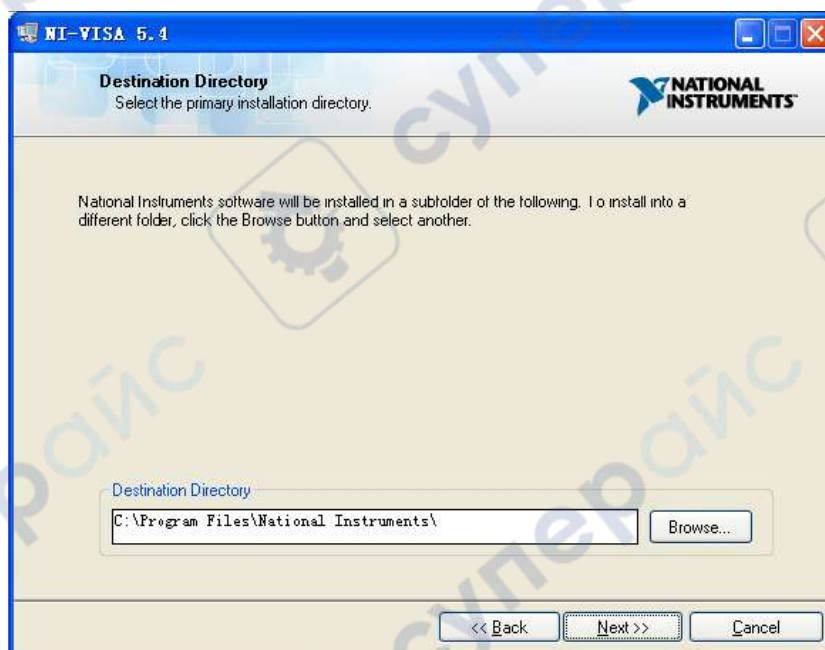 NI-VISA 5.4
Destination Directory
Select the primary installation directory.
NATIONAL
INSTRUMENTS
National Instruments software will be installed in a subfolder of the following. To install into a
different folder, click the Browse button and select another.
Destination Directory
C:\Program Files\National Instruments\
Browse...
<< Back
Next >>
Cancel